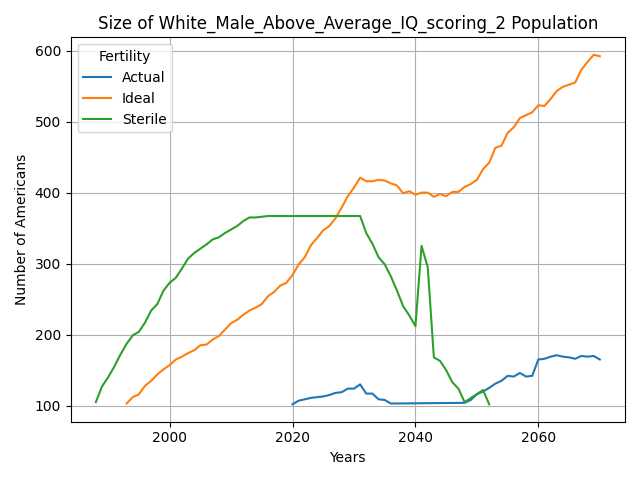 Size of White_Male_Above_Average_IQ_scoring_2 Population
Fertility
Actual
Ideal
Sterile
Number of Americans
600
500
400
300
200
100
2000 2020 2040 2060
Years